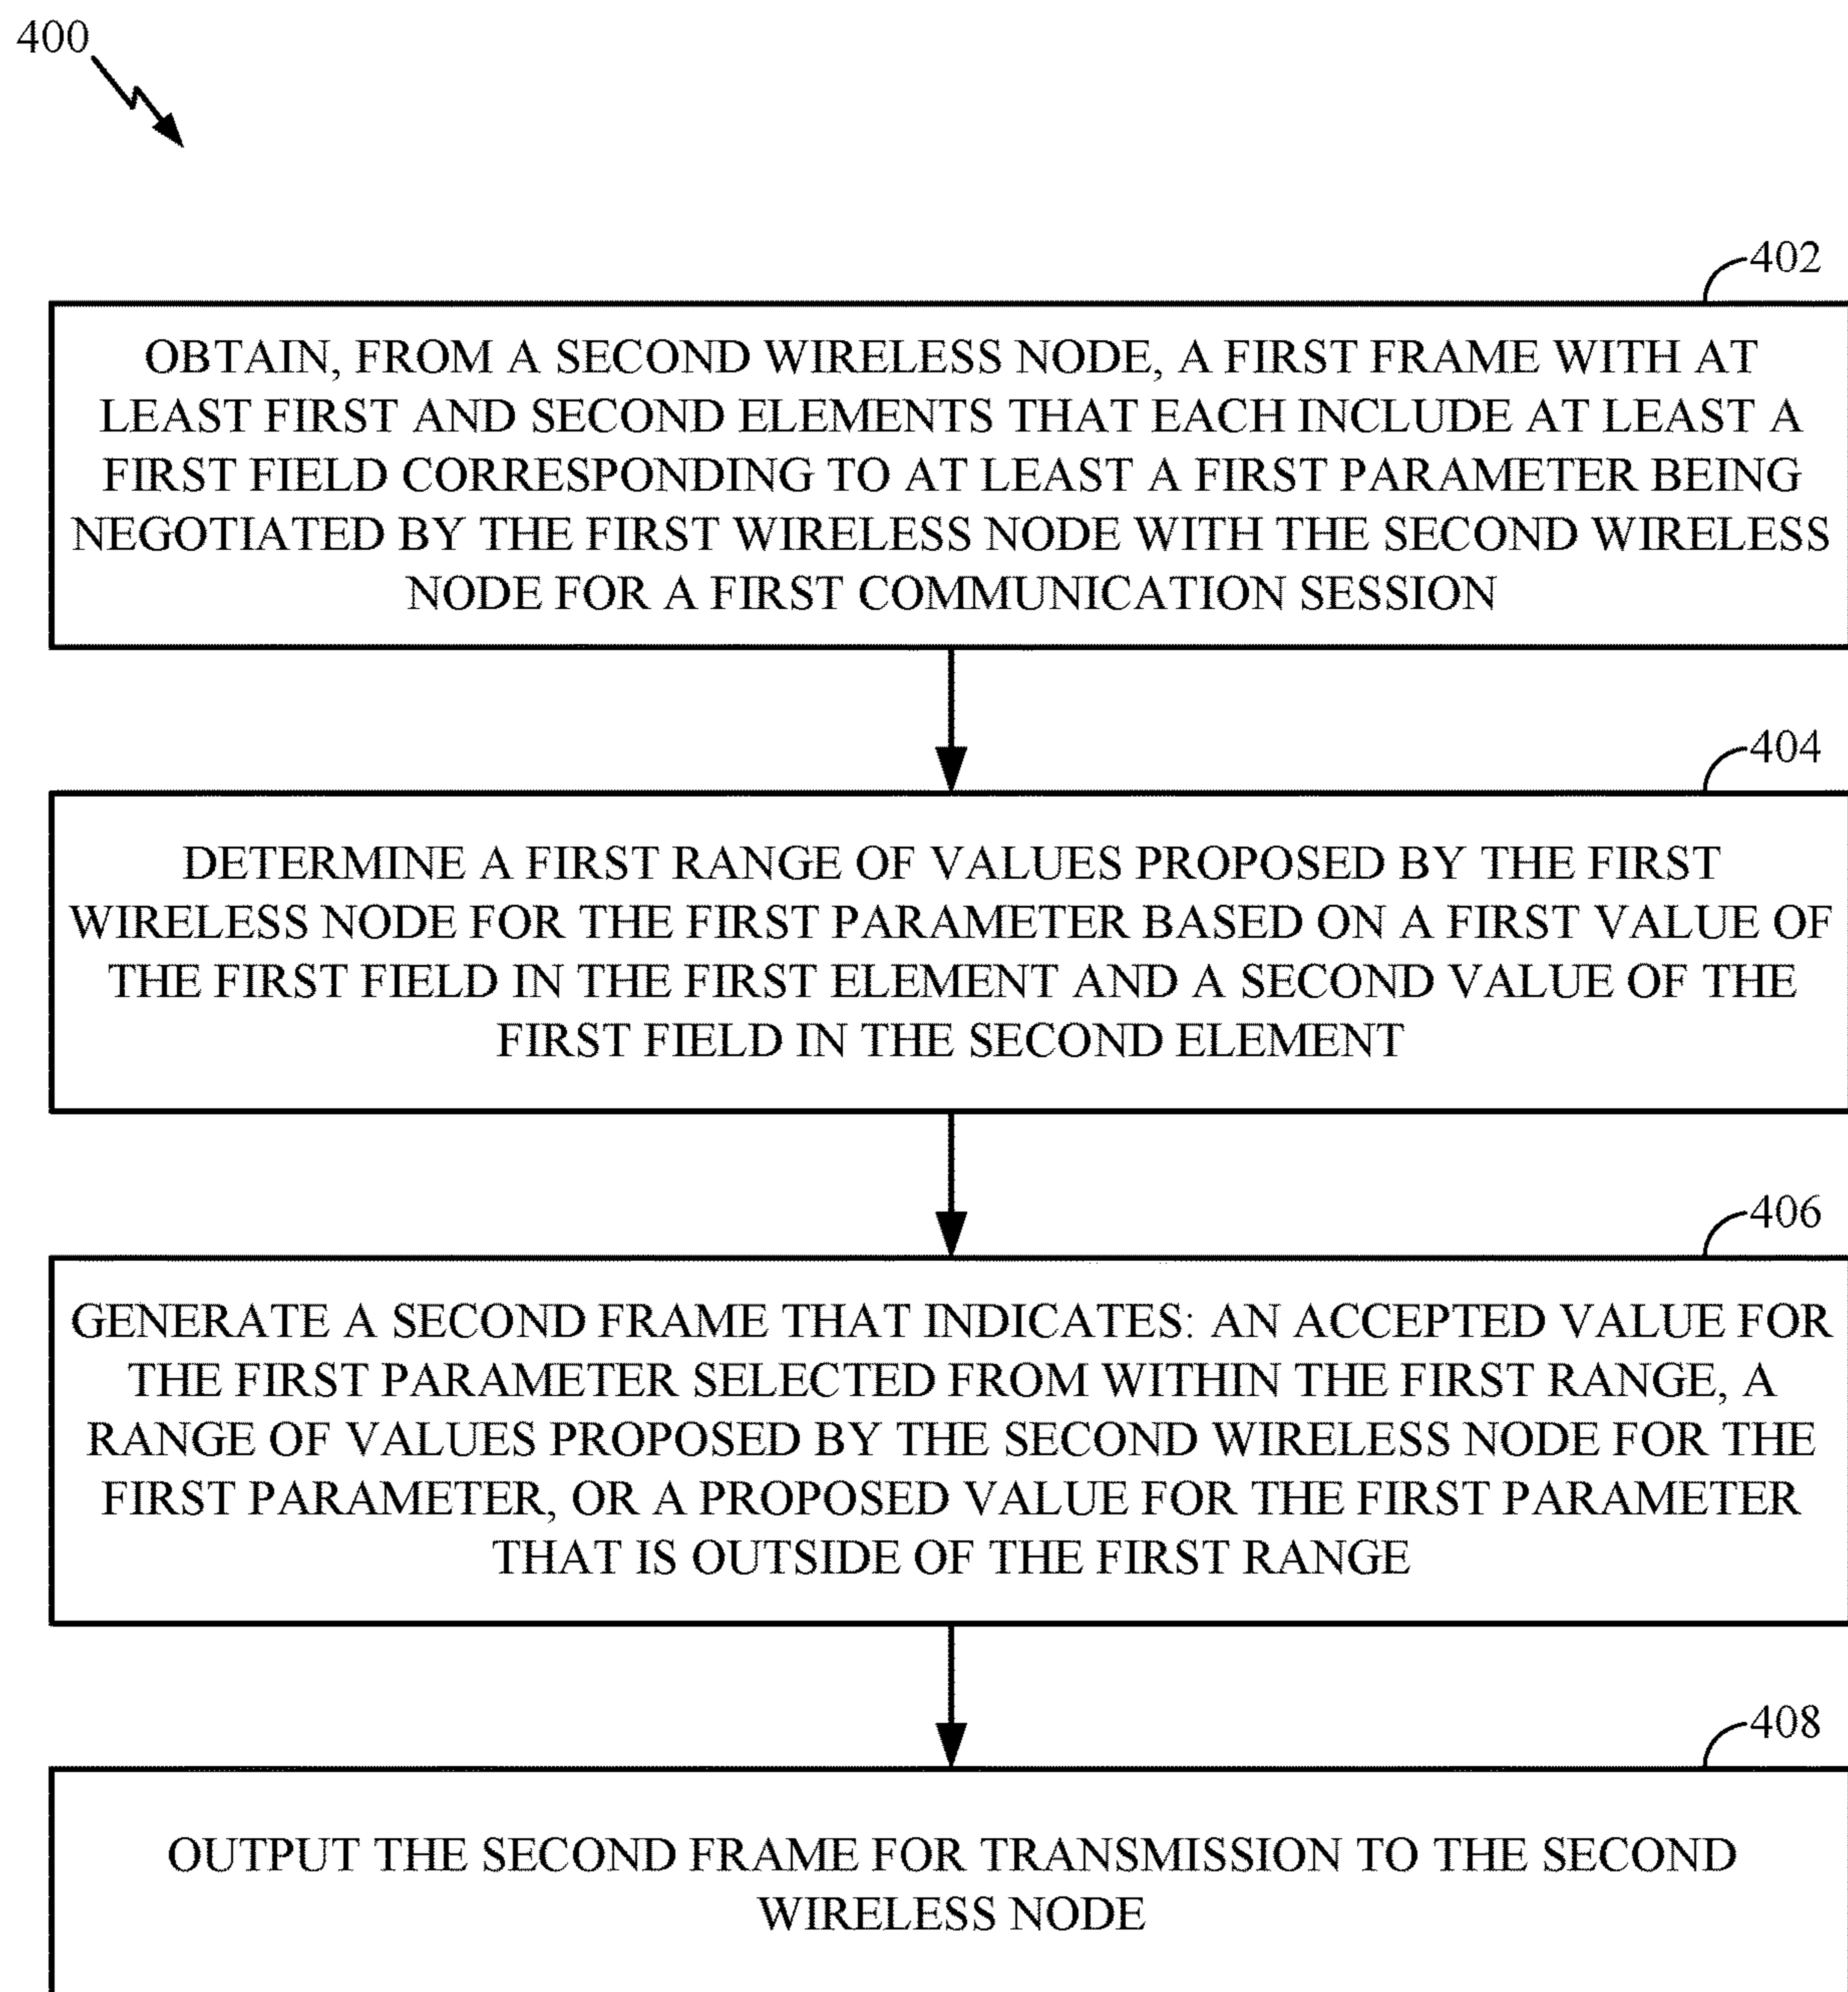 400
402
OBTAIN, FROM A SECOND WIRELESS NODE, A FIRST FRAME WITH AT
LEAST FIRST AND SECOND ELEMENTS THAT EACH INCLUDE AT LEAST A
FIRST FIELD CORRESPONDING TO AT LEAST A FIRST PARAMETER BEING
NEGOTIATED BY THE FIRST WIRELESS NODE WITH THE SECOND WIRELESS
NODE FOR A FIRST COMMUNICATION SESSION
404
DETERMINE A FIRST RANGE OF VALUES PROPOSED BY THE FIRST
WIRELESS NODE FOR THE FIRST PARAMETER BASED ON A FIRST VALUE OF
THE FIRST FIELD IN THE FIRST ELEMENT AND A SECOND VALUE OF THE
FIRST FIELD IN THE SECOND ELEMENT
406
GENERATE A SECOND FRAME THAT INDICATES: AN ACCEPTED VALUE FOR
THE FIRST PARAMETER SELECTED FROM WITHIN THE FIRST RANGE, A
RANGE OF VALUES PROPOSED BY THE SECOND WIRELESS NODE FOR THE
FIRST PARAMETER, OR A PROPOSED VALUE FOR THE FIRST PARAMETER
THAT IS OUTSIDE OF THE FIRST RANGE
408
OUTPUT THE SECOND FRAME FOR TRANSMISSION TO THE SECOND
WIRELESS NODE